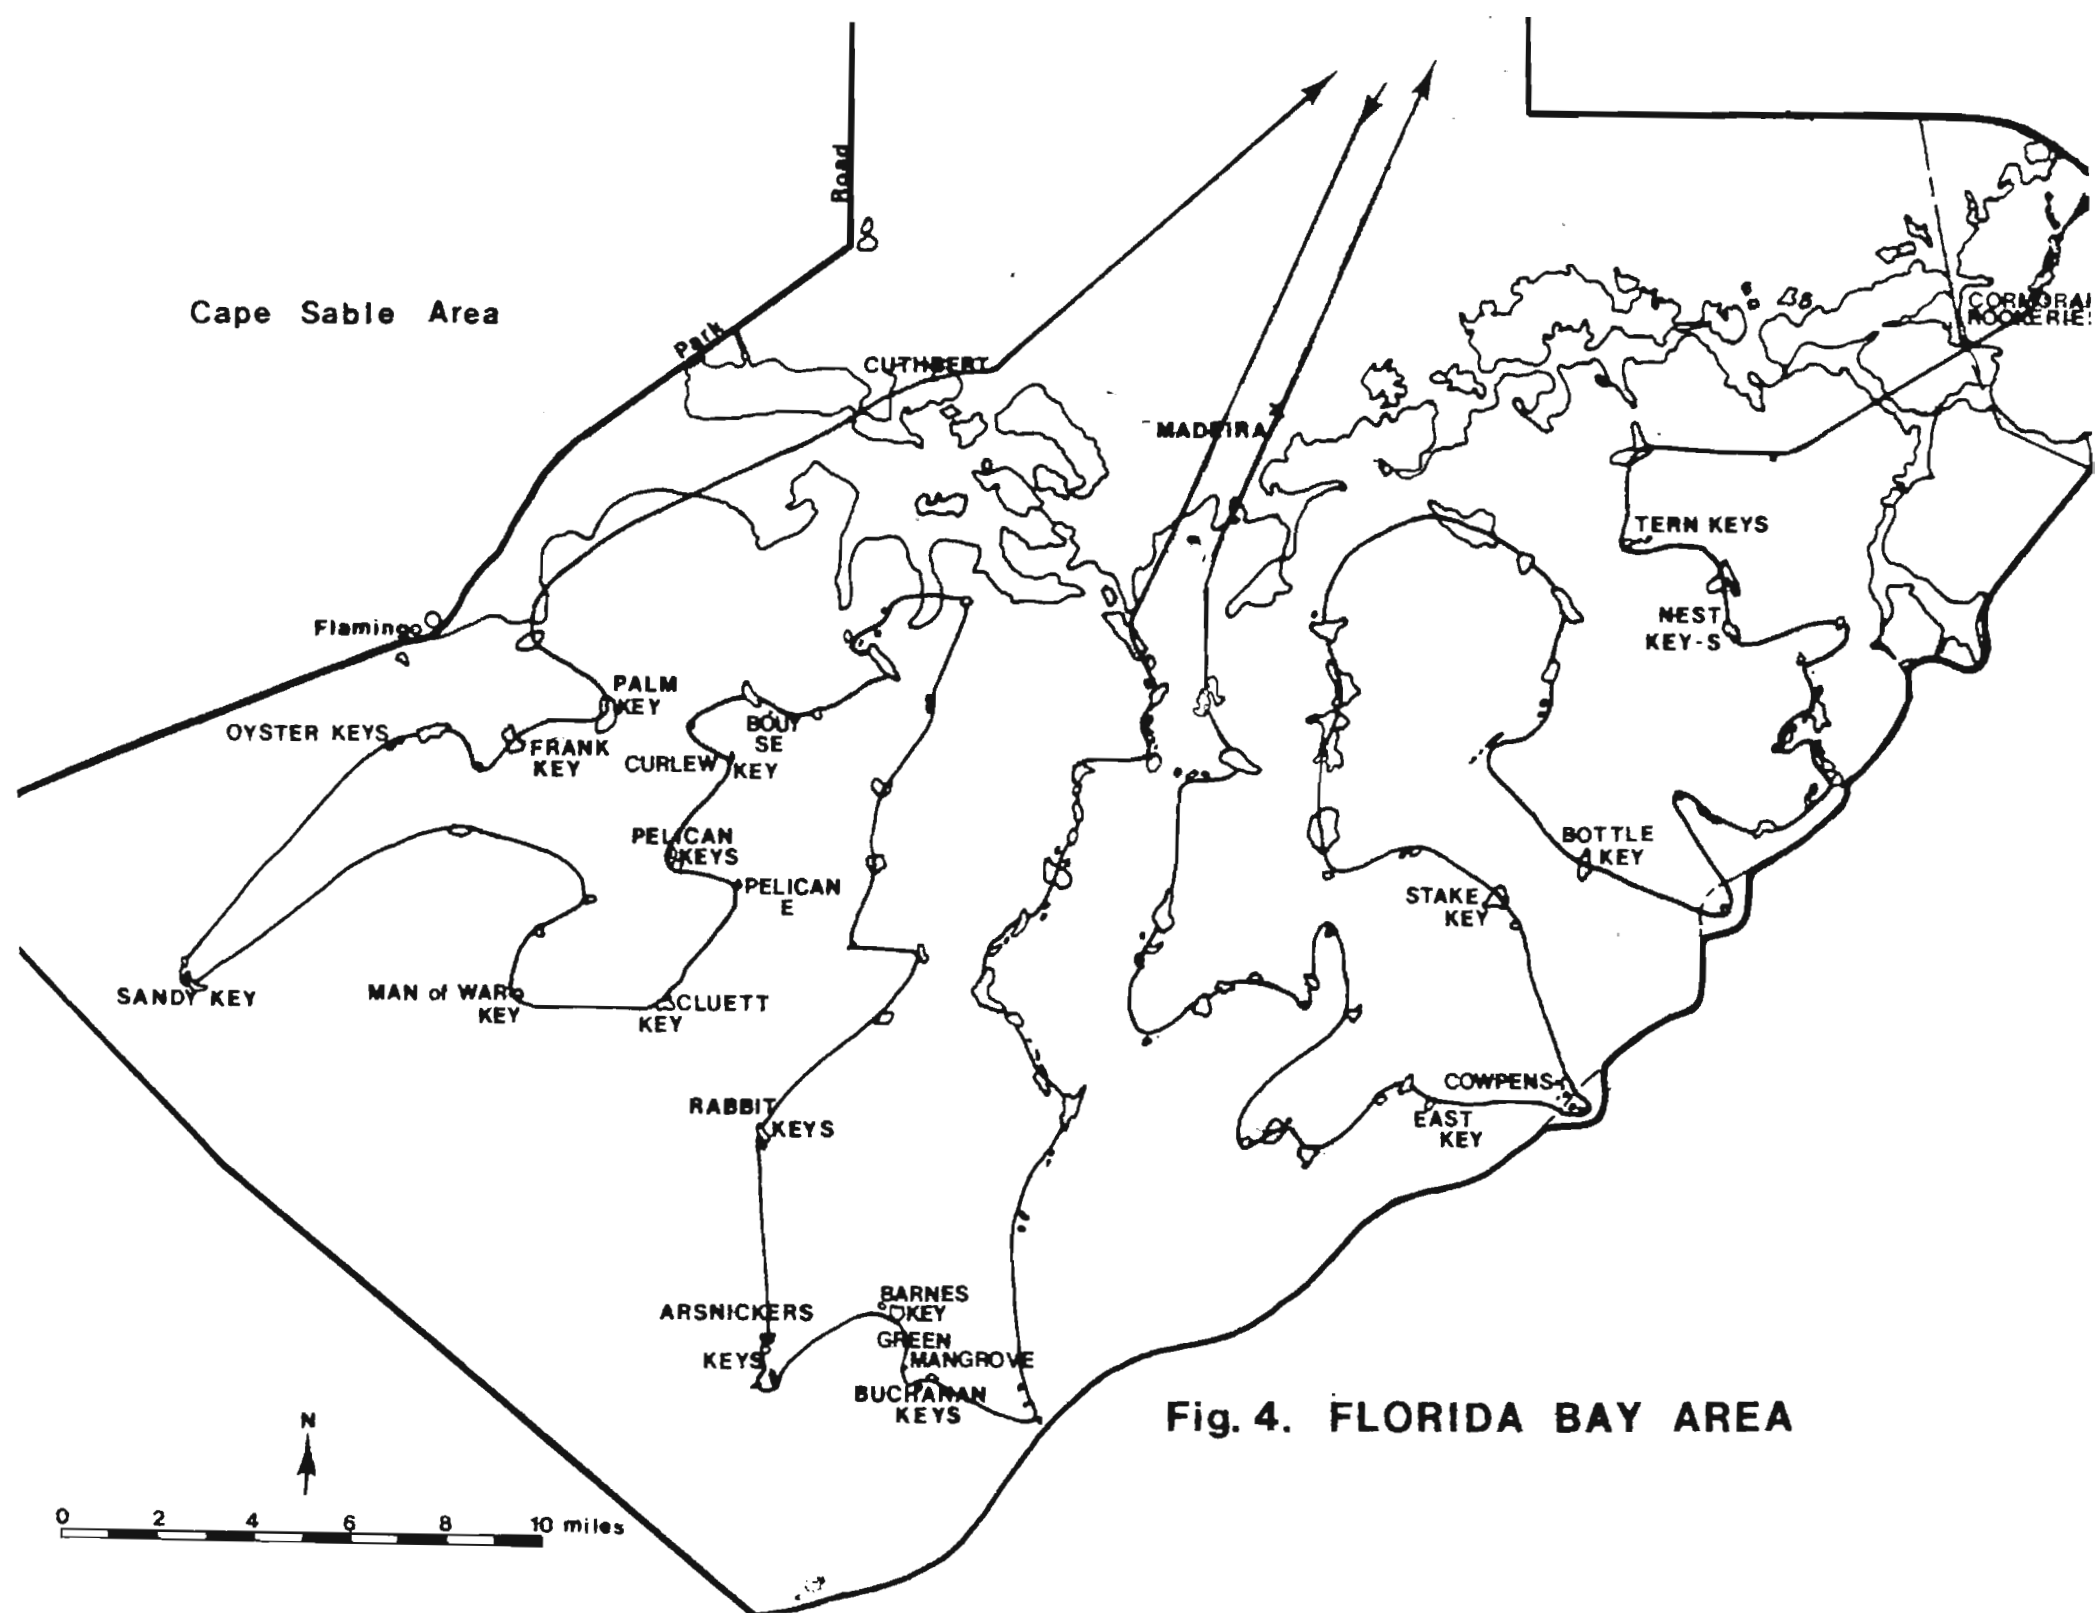 Road
Cape Sable Area
Park
CUTHBERT
CORMORAN
ROOKERIES
MADEIRA
TERN KEYS
NEST
KEY-S
Flamingo
PALM
KEY
OYSTER KEYS
FRANK
KEY
BOUY
SE
CURLEW
KEY
PELICAN
KEYS
PELICAN
E
BOTTLE
KEY
STAKE
KEY
SANDY KEY
MAN of WAR
KEY
CLUETT
KEY
COWPENS
EAST
KEY
RABBIT
KEYS
BARNES
KEY
ARSNICKERS
KEYS
GREEN
MANGROVE
BUCHANAN
KEYS
Fig. 4. FLORIDA BAY AREA
N
0 2 4 6 8 10 miles